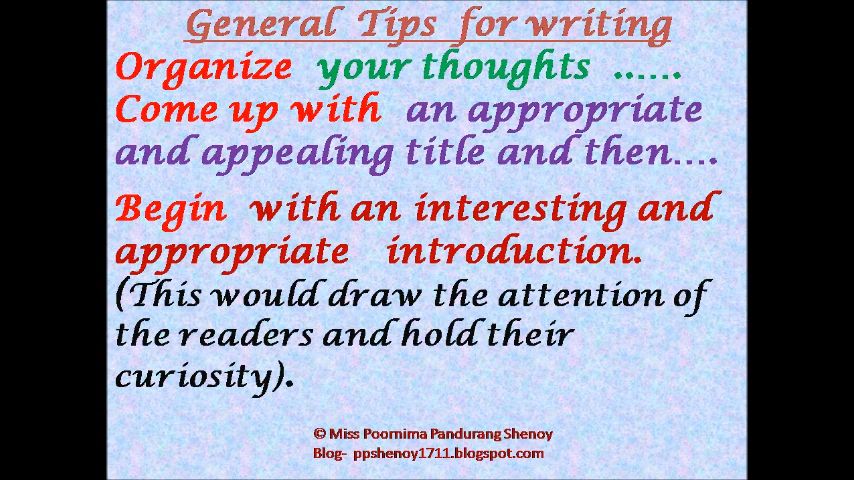 General Tips for writing
Organize your thoughts ..….
Come up with an appropriate
and appealing title and then….
Begin with an interesting and
appropriate introduction.
(This would draw the attention of
the readers and hold their
curiosity).
© Miss Poornima Pandurang Shenoy
Blog- ppshenoy1711.blogspot.com